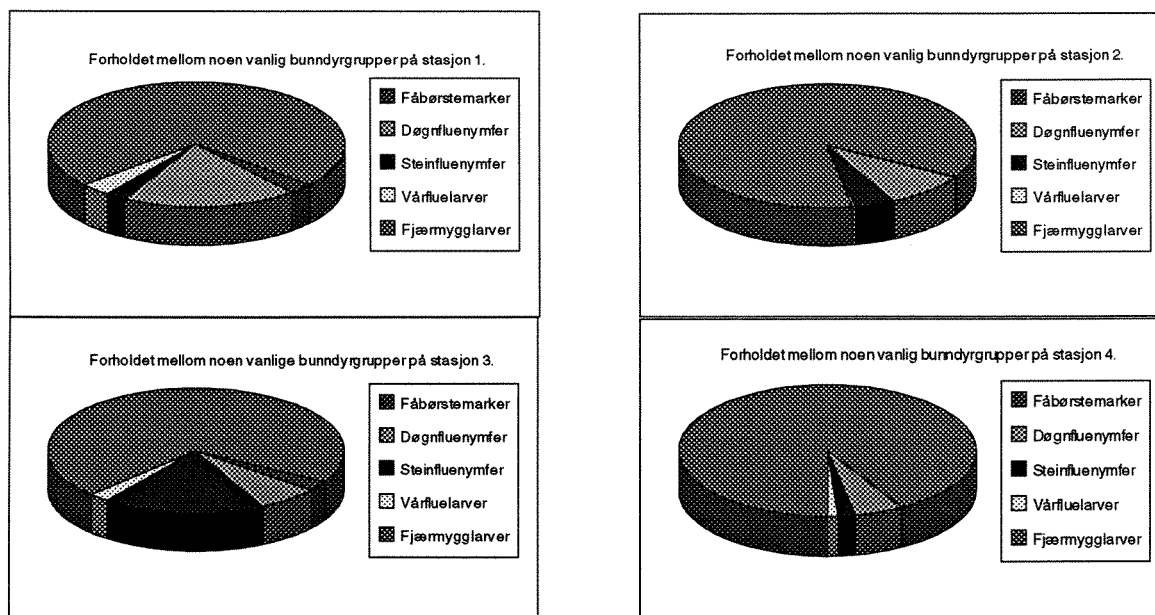 Forholdet mellom noen vanlig bunndyrgrupper på stasjon 1.
Fåbørstemarker
Døgnfluenymfer
Steinfluenymfer
Vårfluelarver
Fjærmygglarver
Forholdet mellom noen vanlig bunndyrgrupper på stasjon 2.
Fåbørstemarker
Døgnfluenymfer
Steinfluenymfer
Vårfluelarver
Fjærmygglarver
Forholdet mellom noen vanlige bunndyrgrupper på stasjon 3.
Fåbørstemarker
Døgnfluenymfer
Steinfluenymfer
Vårfluelarver
Fjærmygglarver
Forholdet mellom noen vanlig bunndyrgrupper på stasjon 4.
Fåbørstemarker
Døgnfluenymfer
Steinfluenymfer
Vårfluelarver
Fjærmygglarver